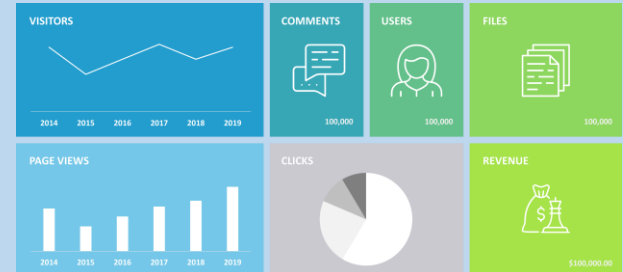 VISITORS
2014 2015 2016 2017 2018 2019
COMMENTS
100,000
USERS
100,000
FILES
100,000
PAGE VIEWS
2014 2015 2016 2017 2018 2019
CLICKS
REVENUE
$
$100,000.00